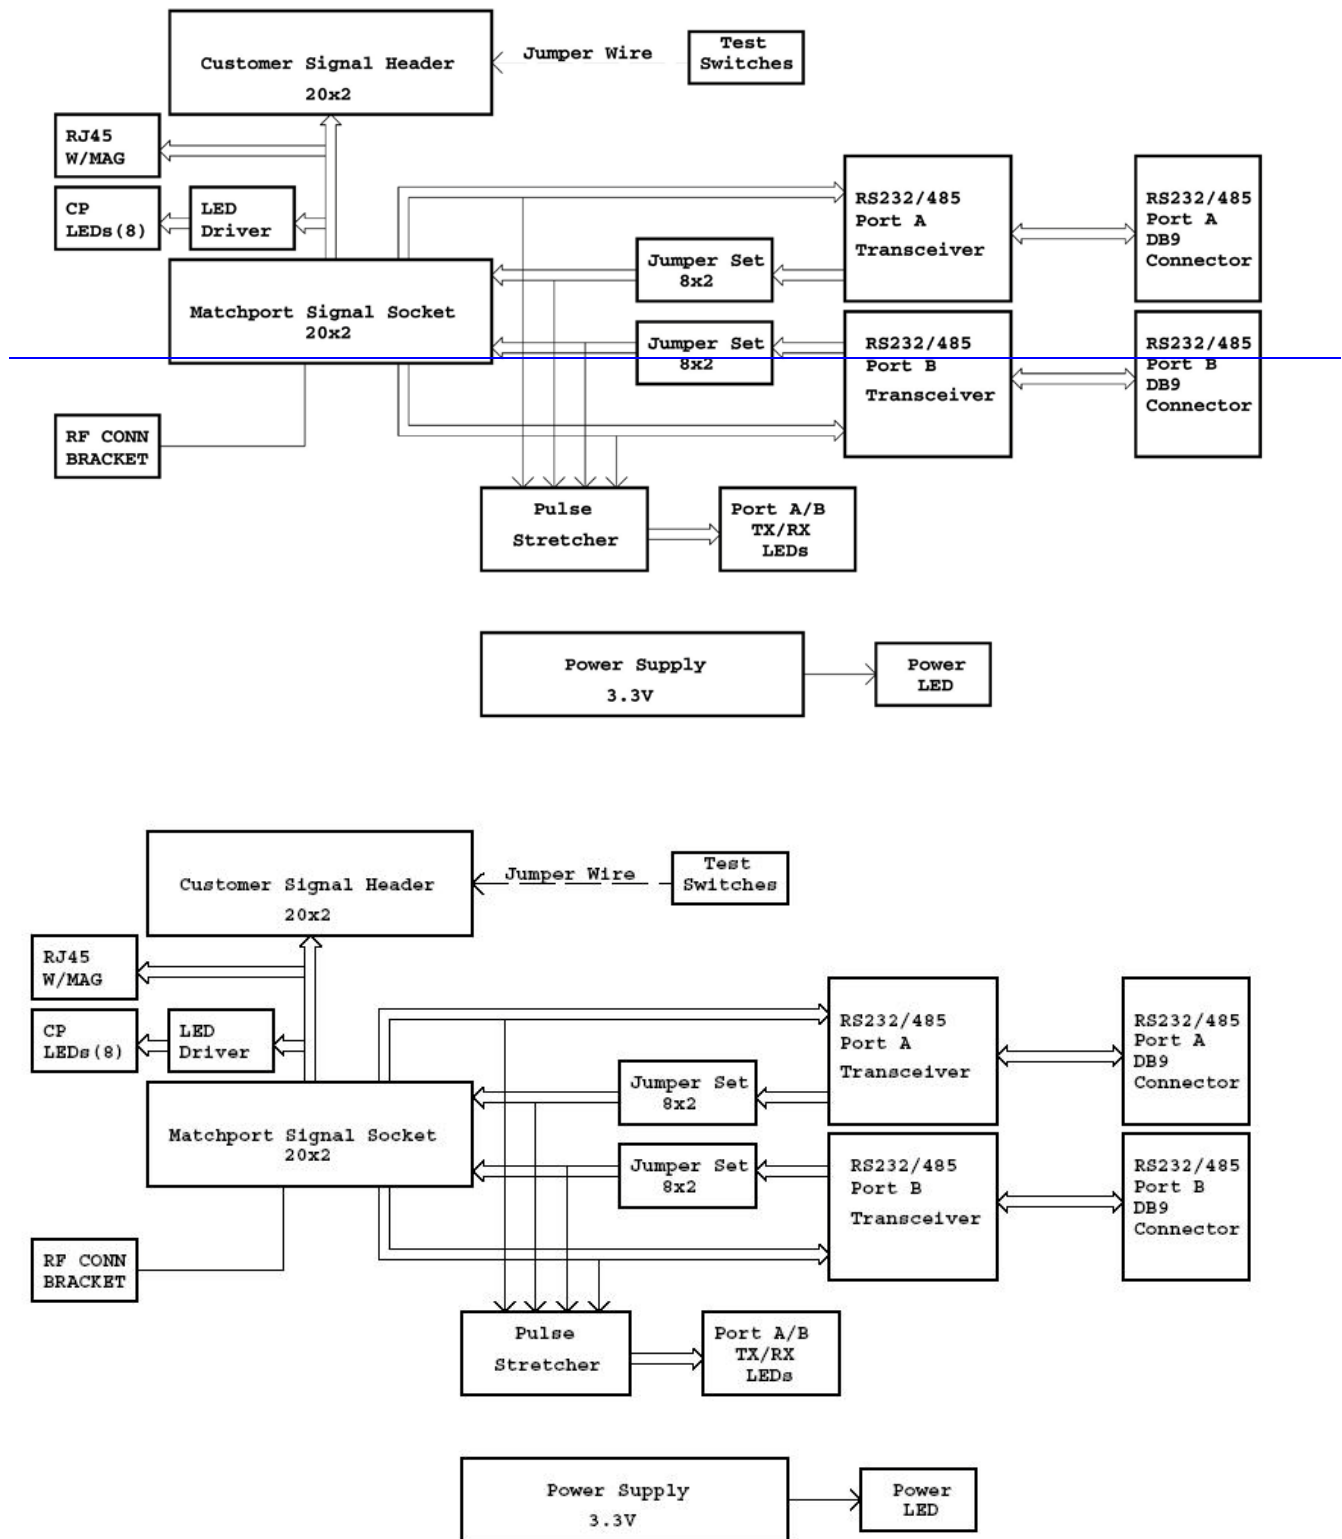 Customer Signal Header
20x2
Jumper Wire
Test
Switches
RJ45
W/MAG
CP
LEDs(8)
LED
Driver
Matchport Signal Socket
20x2
Jumper Set
8x2
Jumper Set
8x2
RS232/485
Port A
Transceiver
RS232/485
Port A
DB9
Connector
RS232/485
Port B
Transceiver
RS232/485
Port B
DB9
Connector
RF CONN
BRACKET
Pulse
Stretcher
Port A/B
TX/RX
LEDs
Power Supply
3.3V
Power
LED
Customer Signal Header
20x2
Jumper Wire
Test
Switches
RJ45
W/MAG
CP
LEDs(8)
LED
Driver
Matchport Signal Socket
20x2
Jumper Set
8x2
Jumper Set
8x2
RS232/485
Port A
Transceiver
RS232/485
Port A
DB9
Connector
RS232/485
Port B
Transceiver
RS232/485
Port B
DB9
Connector
RF CONN
BRACKET
Pulse
Stretcher
Port A/B
TX/RX
LEDs
Power Supply
3.3V
Power
LED